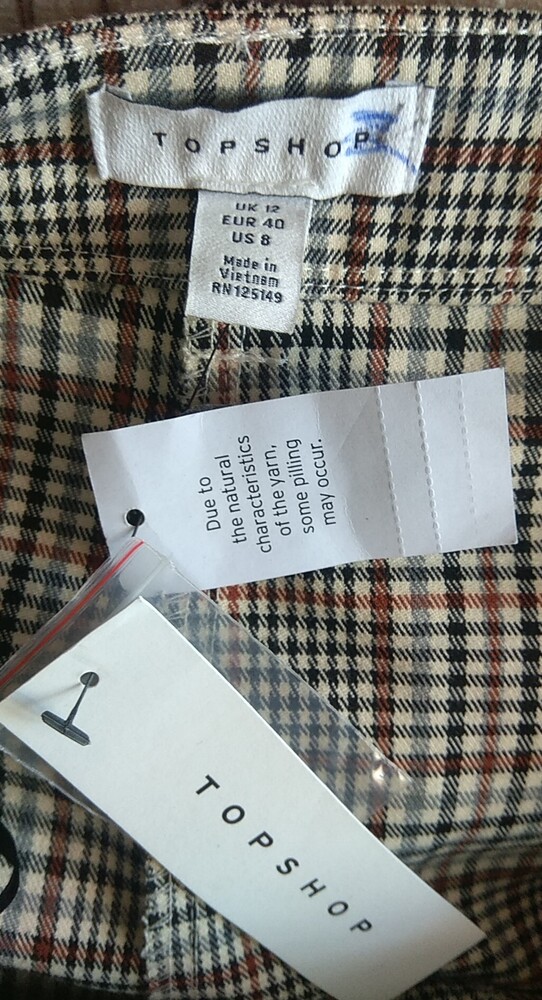 TOPSHOP
UK 12
EUR 40
US 8
Made in
Vietnam
RN125149
Due to
the natural
characteristics
of the yarn,
some pilling
may occur.
TOPSHOP